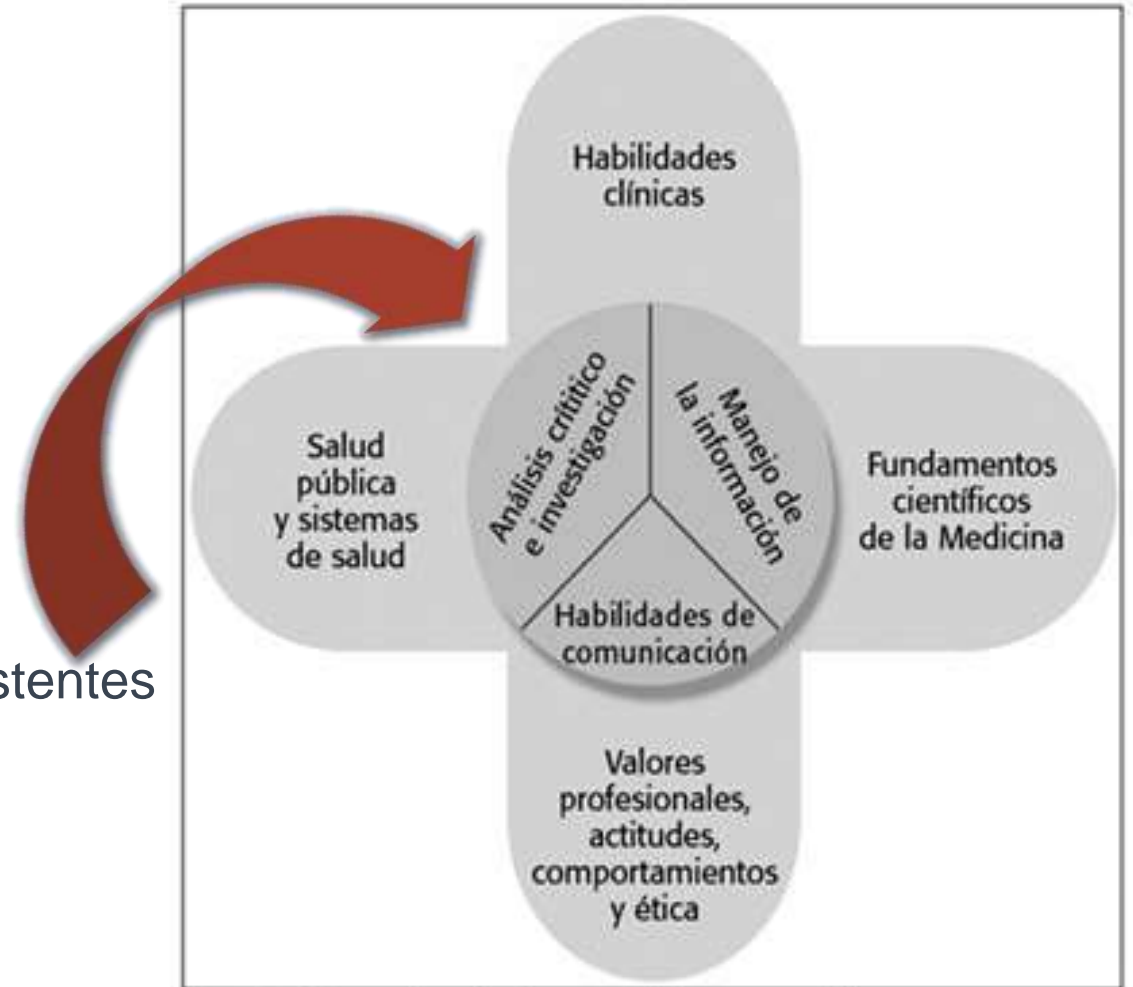 Habilidades
clínicas
Análisis crítitico
e investigación
Manejo de
la información
Salud
pública
y sistemas
de salud
Fundamentos
científicos
de la Medicina
Habilidades de
comunicación
stentes
Valores
profesionales,
actitudes,
comportamientos
y ética